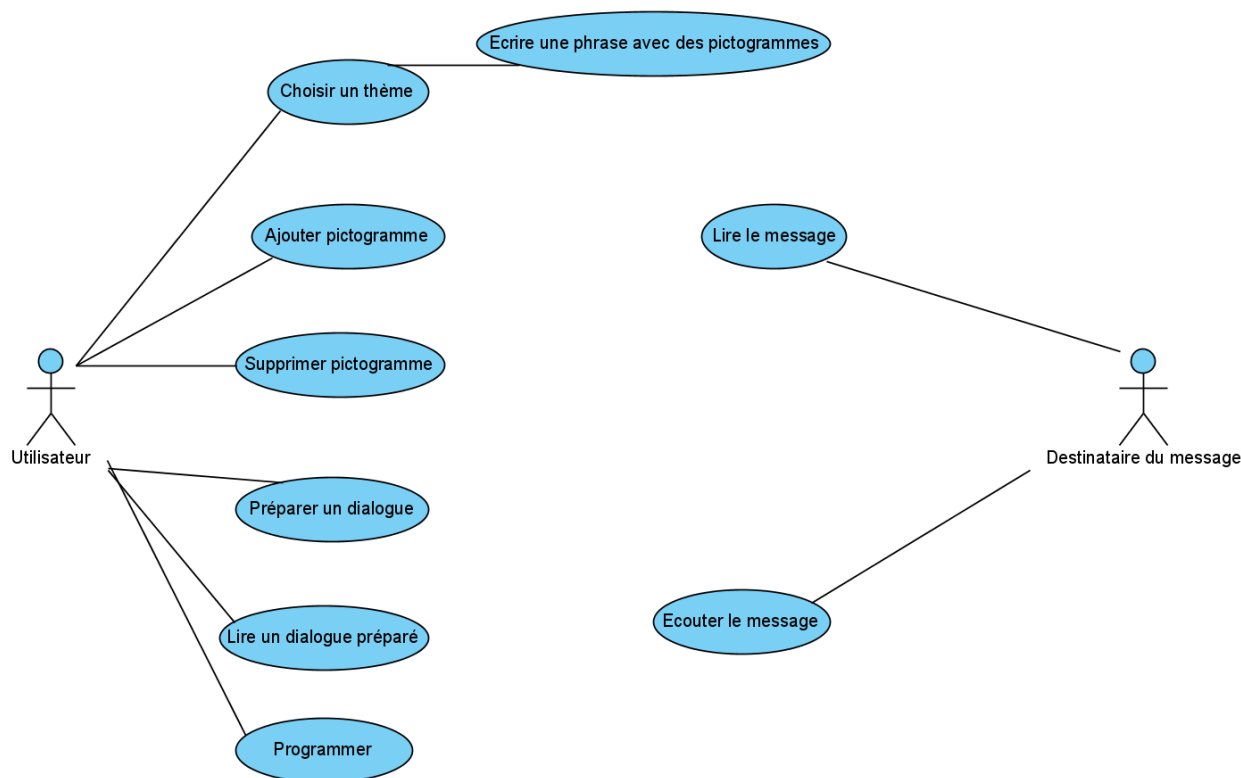 Ecrire une phrase avec des pictogrammes
Choisir un thème
Ajouter pictogramme
Lire le message
Supprimer pictogramme
Utilisateur
Destinataire du message
Préparer un dialogue
Ecouter le message
Lire un dialogue préparé
Programmer